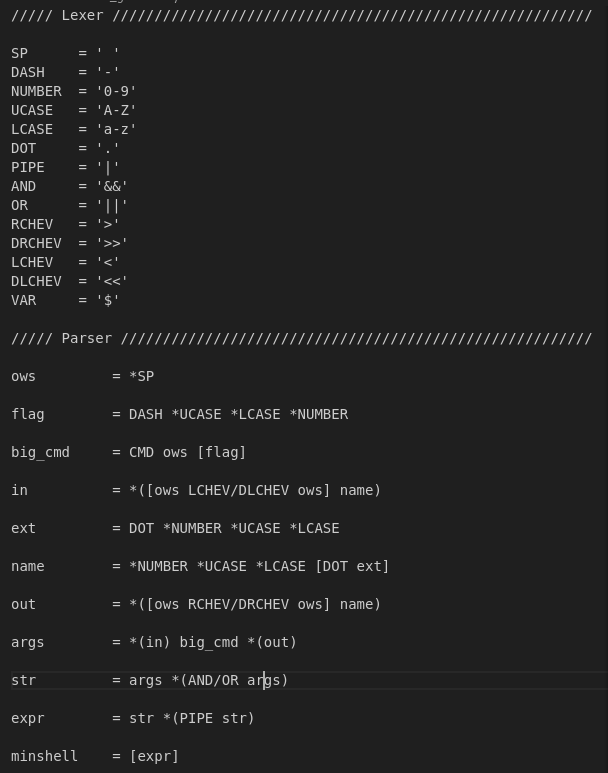 ///// Lexer /////////////////////////////////////////////////////////
SP      = ' '
DASH    = '-'
NUMBER  = '0-9'
UCASE   = 'A-Z'
LCASE   = 'a-z'
DOT     = '.'
PIPE    = '|'
AND     = '&&'
OR      = '||'
RCHEV   = '>'
DRCHEV  = '>>'
LCHEV   = '<'
DLCHEV  = '<<'
VAR     = '$'
///// Parser ////////////////////////////////////////////////////////
ows         = *SP
flag        = DASH *UCASE *LCASE *NUMBER
big_cmd     = CMD ows [flag]
in          = *([ows LCHEV/DLCHEV ows] name)
ext         = DOT *NUMBER *UCASE *LCASE
name        = *NUMBER *UCASE *LCASE [DOT ext]
out         = *([ows RCHEV/DRCHEV ows] name)
args        = *(in) big_cmd *(out)
str         = args *(AND/OR args)
expr        = str *(PIPE str)
minshell    = [expr]